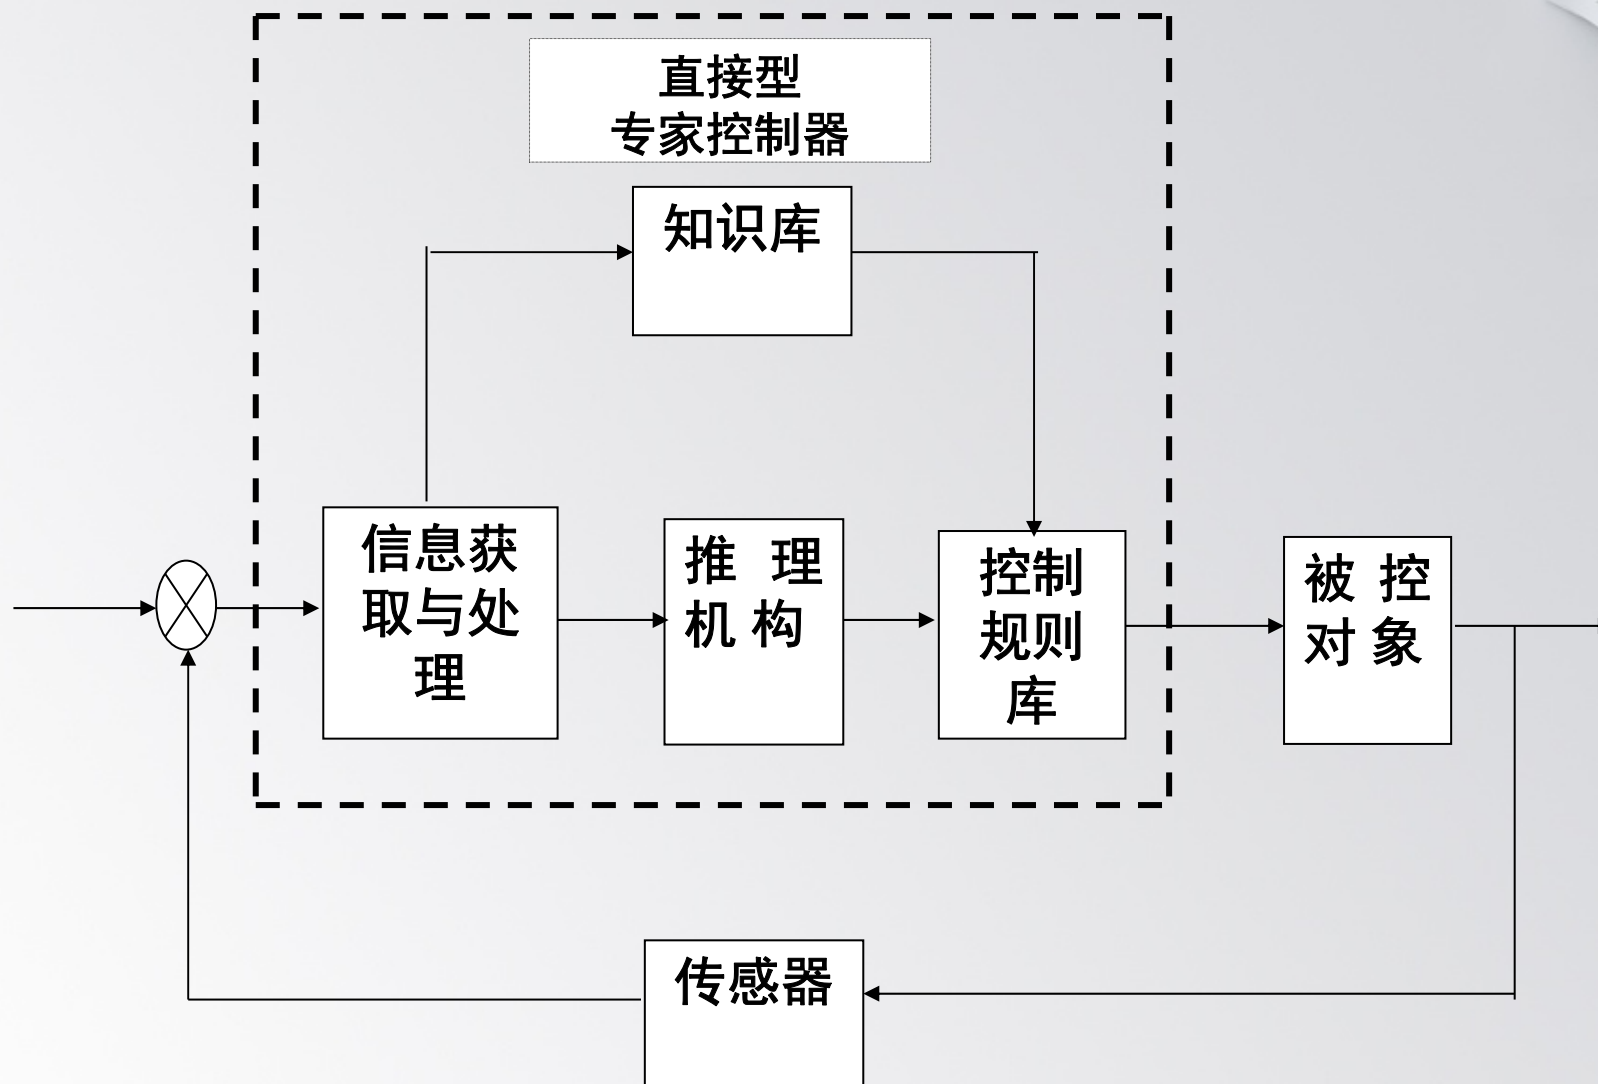 直接型
专家控制器
知识库
信息获
取与处
理
推 理
机 构
控制
规则
库
被 控
对 象
传感器